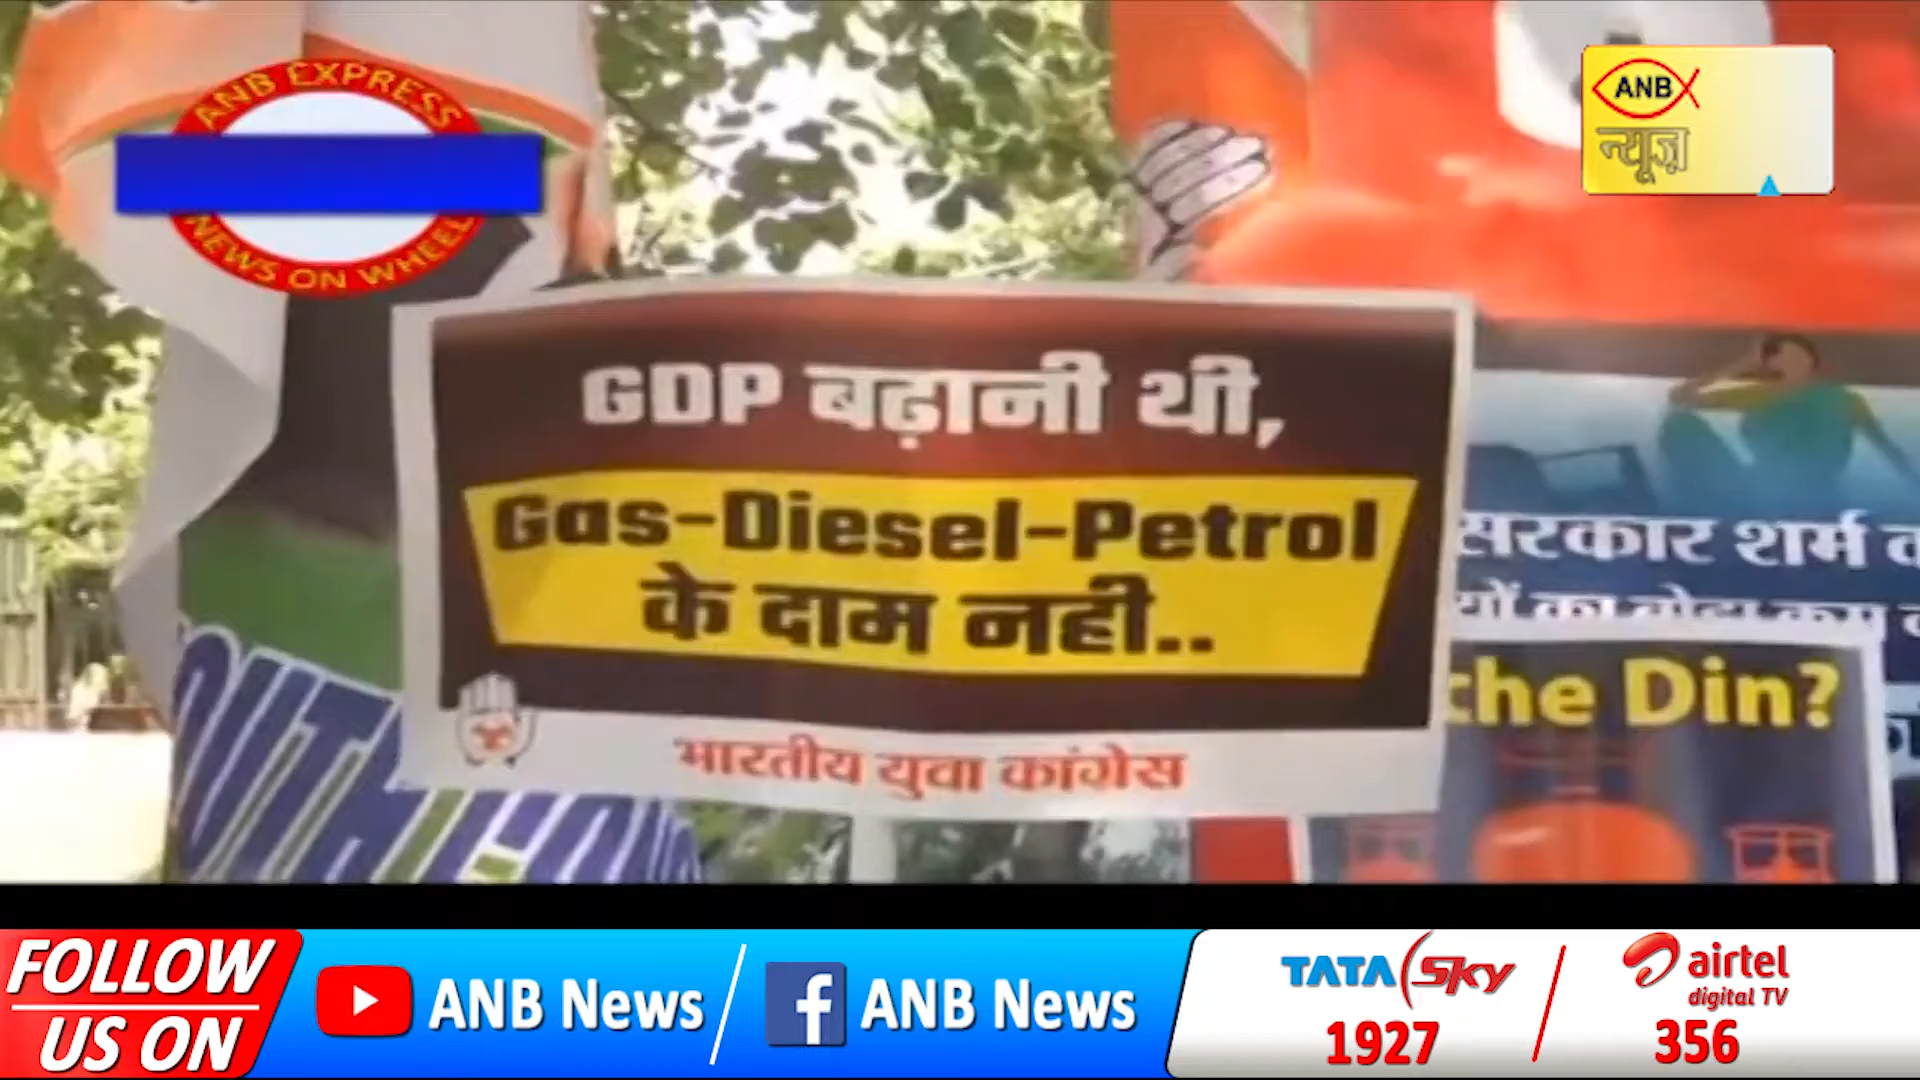 ANB EXPRESS
NEWS ON WHEEL
ANB
न्यूज़
GDP बढ़ानी थी,
Gas-Diesel-Petrol
के दाम नही..
भारतीय युवा कांग्रेस
सरकार शर्म
che Din?
FOLLOW
US ON
ANB News
f ANB News
TATA Sky
1927
airtel
digital TV
356